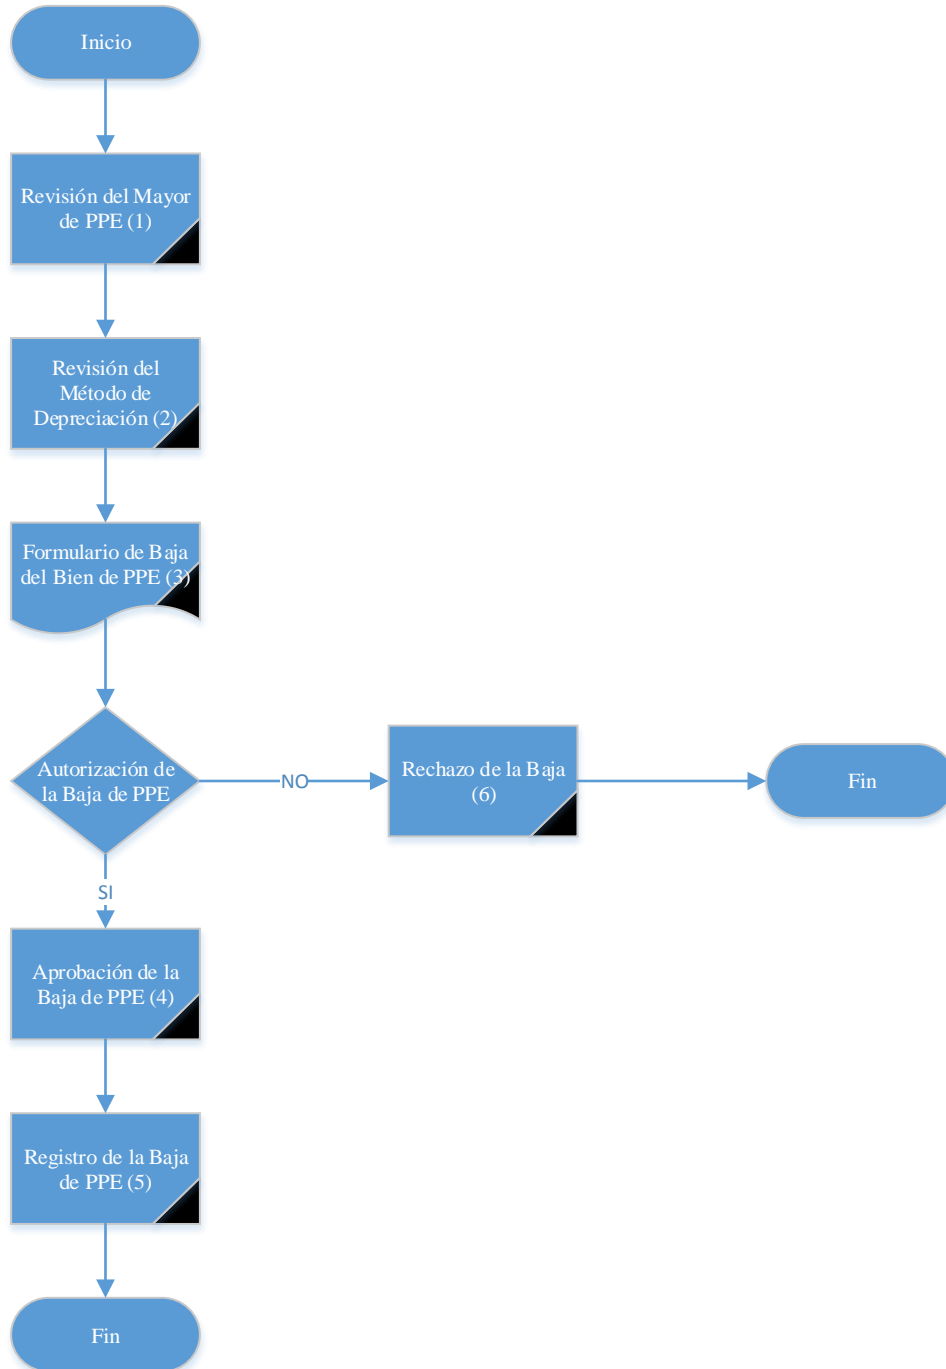 Inicio
Revisión del Mayor
de PPE (1)
Revisión del
Método de
Depreciación (2)
Formulario de Baja
del Bien de PPE (3)
Autorización de
la Baja de PPE
NO
Rechazo de la Baja
(6)
Fin
SI
Aprobación de la
Baja de PPE (4)
Registro de la Baja
de PPE (5)
Fin